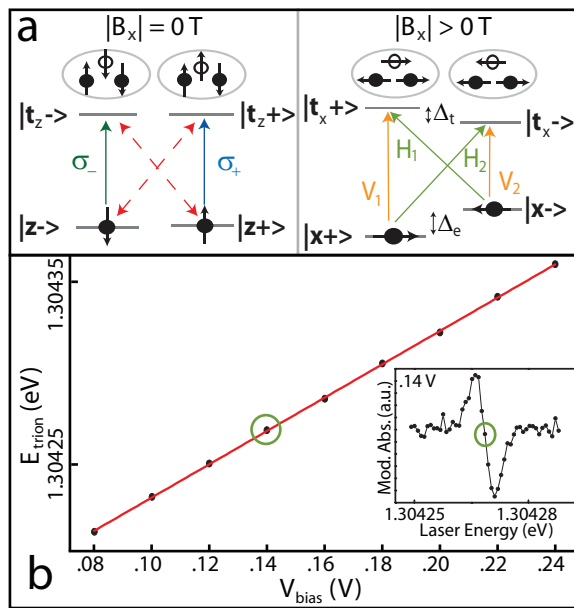 a
|B_x| = 0 T
|B_x| > 0 T
|t_z->
|t_z+>
|t_x+>
Δ_t
|t_x->
σ_-
σ_+
H_1
H_2
V_1
V_2
|z->
|z+>
|x+>
Δ_e
|x->
1.30435
1.30425
E_trion (eV)
.14 V
Mod. Abs. (a.u.)
1.30425 1.30428
Laser Energy (eV)
.08 .10 .12 .14 .16 .18 .20 .22 .24
b
V_bias (V)